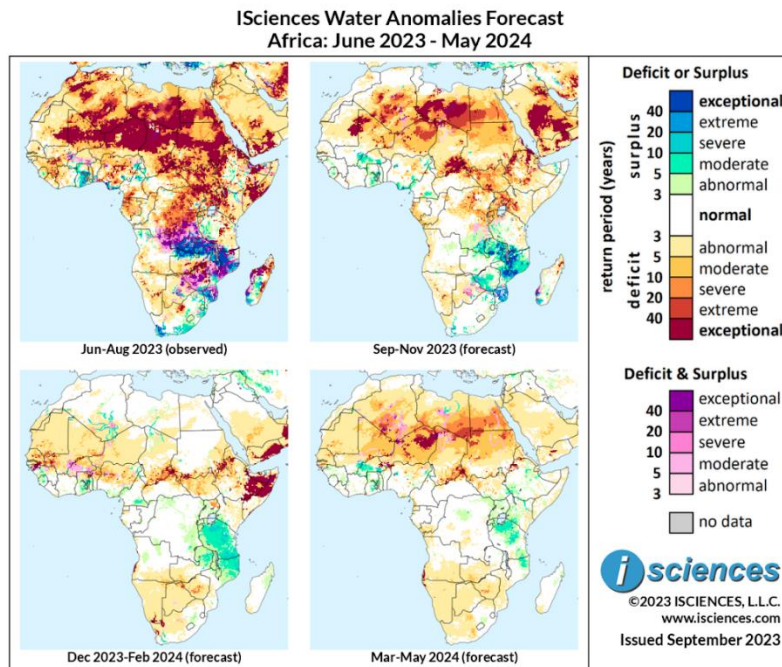 ISciences Water Anomalies Forecast
Africa: June 2023 - May 2024
Jun-Aug 2023 (observed)
Sep-Nov 2023 (forecast)
Dec 2023-Feb 2024 (forecast)
Mar-May 2024 (forecast)
Deficit or Surplus
return period (years)
surplus
deficit
exceptional
40
extreme
20
severe
10
moderate
5
abnormal
3
normal
3
abnormal
5
moderate
10
severe
20
extreme
40
exceptional
Deficit & Surplus
exceptional
40
extreme
20
severe
10
moderate
5
abnormal
3
no data
isciences
©2023 ISCIENCES, L.L.C.
www.isciences.com
Issued September 2023